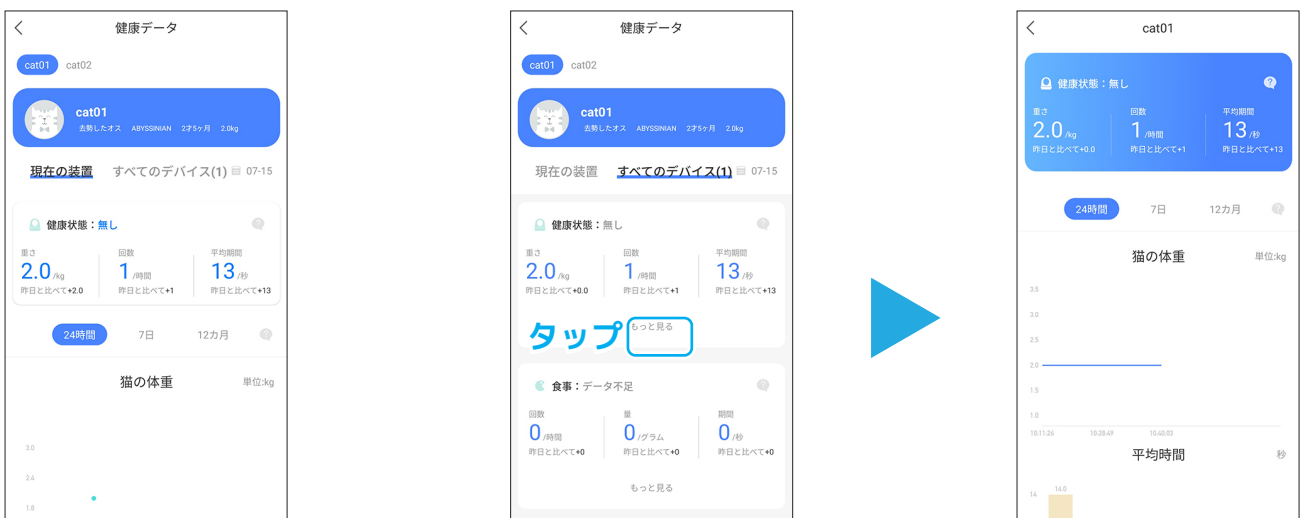 健康データ
cat01 cat02
cat01
去勢したオス ABYSSINIAN 2才5ヶ月 2.0kg
現在の装置 すべてのデバイス(1) 07-15
健康状態：無し
重さ 回数 平均期間
2.0 /kg 1 /時間 13 /秒
昨日と比べて+2.0 昨日と比べて+1 昨日と比べて+13
24時間 7日 12カ月
猫の体重 単位:kg
3.0
2.4
1.8
健康データ
cat01 cat02
cat01
去勢したオス ABYSSINIAN 2才5ヶ月 2.0kg
現在の装置 すべてのデバイス(1) 07-15
健康状態：無し
重さ 回数 平均期間
2.0 /kg 1 /時間 13 /秒
昨日と比べて+0.0 昨日と比べて+1 昨日と比べて+13
タップ もっと見る
食事：データ不足
回数 量 期間
0 /時間 0 /グラム 0 /秒
昨日と比べて+0 昨日と比べて+0 昨日と比べて+0
もっと見る
cat01
健康状態：無し
重さ 回数 平均期間
2.0 /kg 1 /時間 13 /秒
昨日と比べて+0.0 昨日と比べて+1 昨日と比べて+13
24時間 7日 12カ月
猫の体重 単位:kg
3.5
3.0
2.5
2.0
1.5
1.0
10:11:26 10:28:49 10:40:03
平均時間 秒
14 14.0